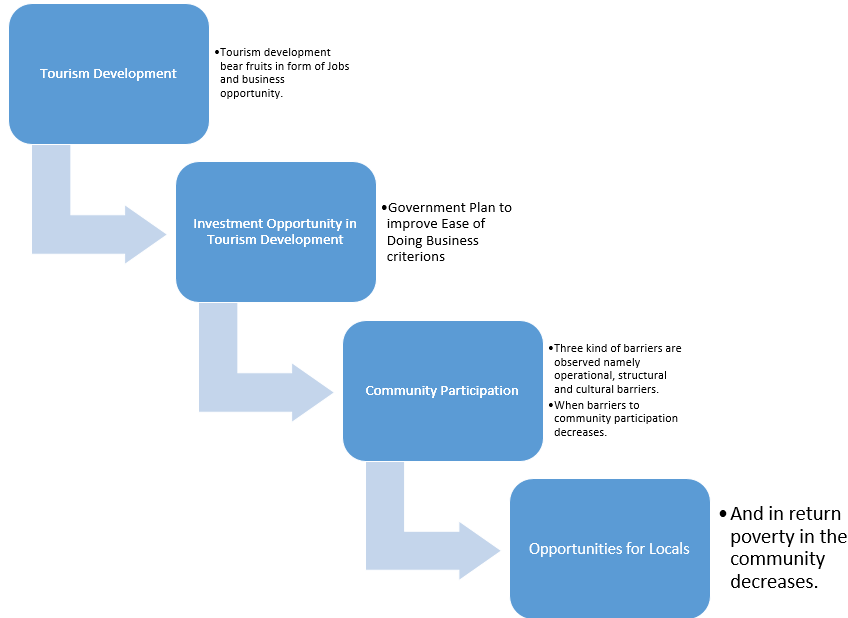 Tourism Development
•Tourism development
bear fruits in form of Jobs
and business
opportunity.
Investment Opportunity in
Tourism Development
•Government Plan to
improve Ease of
Doing Business
criterions
Community Participation
•Three kind of barriers are
observed namely
operational, structural
and cultural barriers.
•When barriers to
community participation
decreases.
Opportunities for Locals
•And in return
poverty in the
community
decreases.